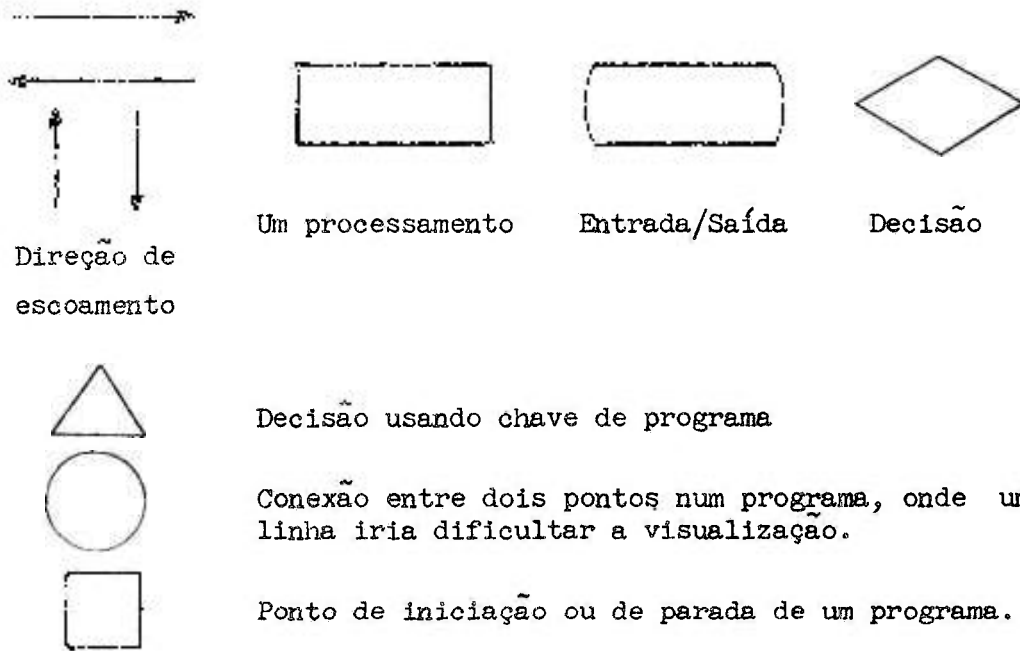 Um processamento
Entrada/Saída
Decisão
Direção de
escoamento
Decisão usando chave de programa
Conexão entre dois pontos num programa, onde
linha iria dificultar a visualização.
Ponto de iniciação ou de parada de um programa.